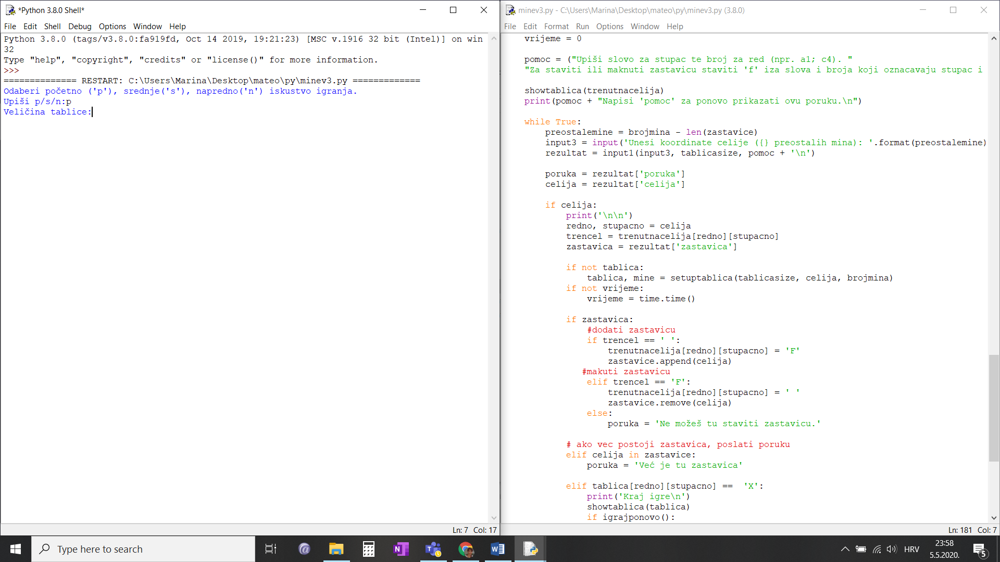 *Python 3.8.0 Shell*
File Edit Shell Debug Options Window Help
Python 3.8.0 (tags/v3.8.0:fa919fd, Oct 14 2019, 19:21:23) [MSC v.1916 32 bit (Intel)] on win
32
Type "help", "copyright", "credits" or "license()" for more information.
>>>
============== RESTART: C:\Users\Marina\Desktop\mateo\py\minev3.py =============
Odaberi početno ('p'), srednje('s'), napredno('n') iskustvo igranja.
Upiši p/s/n:p
Veličina tablice:
Ln: 7 Col: 17
minev3.py - C:\Users\Marina\Desktop\mateo\py\minev3.py (3.8.0)
File Edit Format Run Options Window Help
vrijeme = 0
pomoc = ("Upiši slovo za stupac te broj za red (npr. a1; c4). "
"Za staviti ili maknuti zastavicu staviti 'f' iza slova i broja koji oznacavaju stupac i
showtablica(trenutnacelija)
print(pomoc + "Napisi 'pomoc' za ponovo prikazati ovu poruku.\n")
while True:
preostalemine = brojmina - len(zastavice)
input3 = input('Unesi koordinate celije ({} preostalih mina): '.format(preostalemine)
rezultat = input1(input3, tablicasize, pomoc + '\n')
poruka = rezultat['poruka']
celija = rezultat['celija']
if celija:
print('\n\n')
redno, stupacno = celija
trencel = trenutnacelija[redno][stupacno]
zastavica = rezultat['zastavica']
if not tablica:
tablica, mine = setuptablica(tablicasize, celija, brojmina)
if not vrijeme:
vrijeme = time.time()
if zastavica:
#dodati zastavicu
if trencel == ' ':
trenutnacelija[redno][stupacno] = 'F'
zastavice.append(celija)
#makuti zastavicu
elif trencel == 'F':
trenutnacelija[redno][stupacno] = ' '
zastavice.remove(celija)
else:
poruka = 'Ne možeš tu staviti zastavicu.'
# ako vec postoji zastavica, poslati poruku
elif celija in zastavice:
poruka = 'Već je tu zastavica'
elif tablica[redno][stupacno] ==  'X':
print('Kraj igre\n')
showtablica(tablica)
if igrajponovo():
Ln: 181 Col: 7
Type here to search
HRV
23:58
5.5.2020.
5